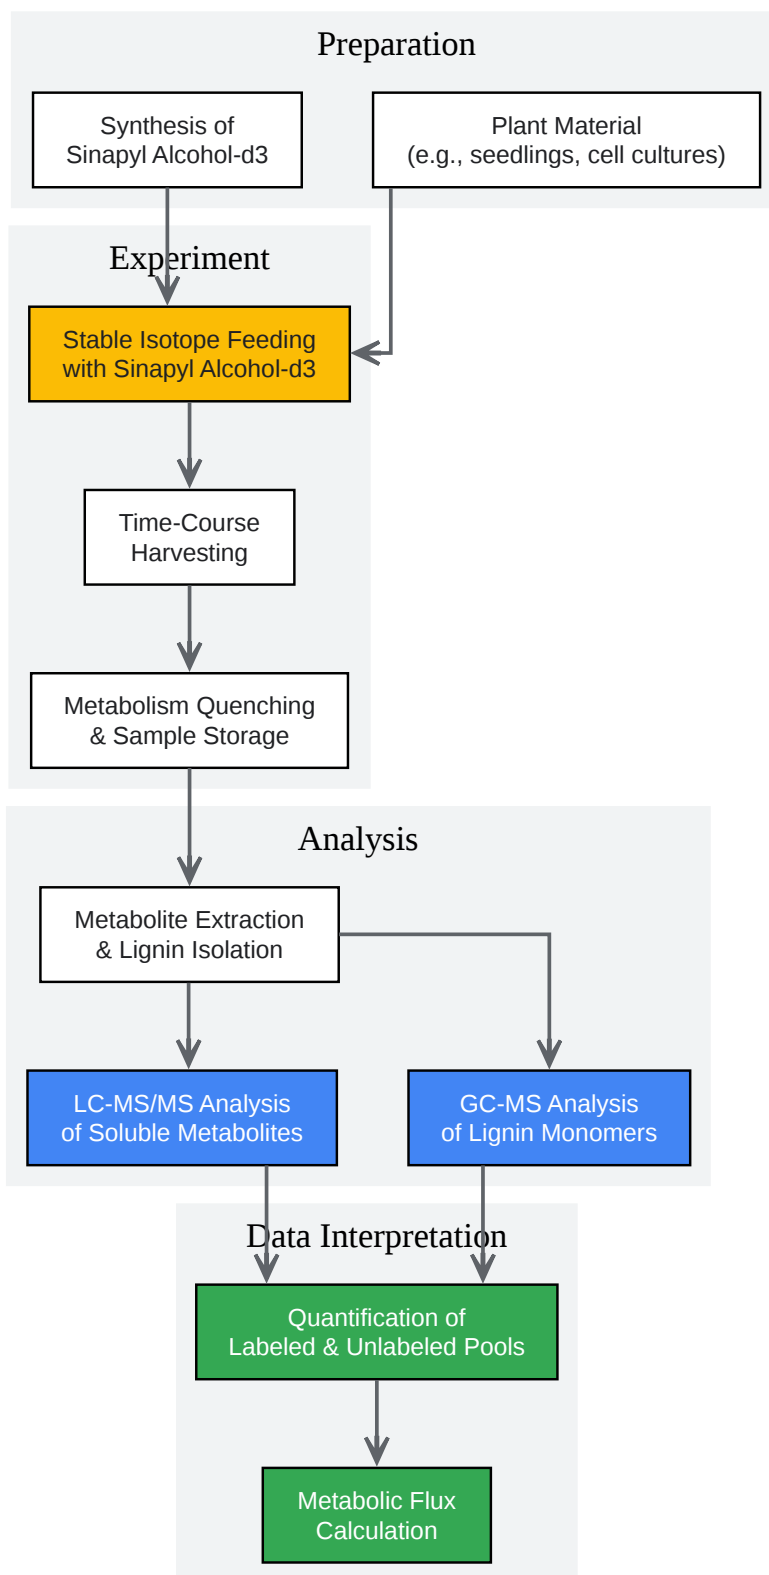 Preparation
Synthesis of
Sinapyl Alcohol-d3
Plant Material
(e.g., seedlings, cell cultures)
Experiment
Stable Isotope Feeding
with Sinapyl Alcohol-d3
Time-Course
Harvesting
Metabolism Quenching
& Sample Storage
Analysis
Metabolite Extraction
& Lignin Isolation
LC-MS/MS Analysis
of Soluble Metabolites
GC-MS Analysis
of Lignin Monomers
Data Interpretation
Quantification of
Labeled & Unlabeled Pools
Metabolic Flux
Calculation